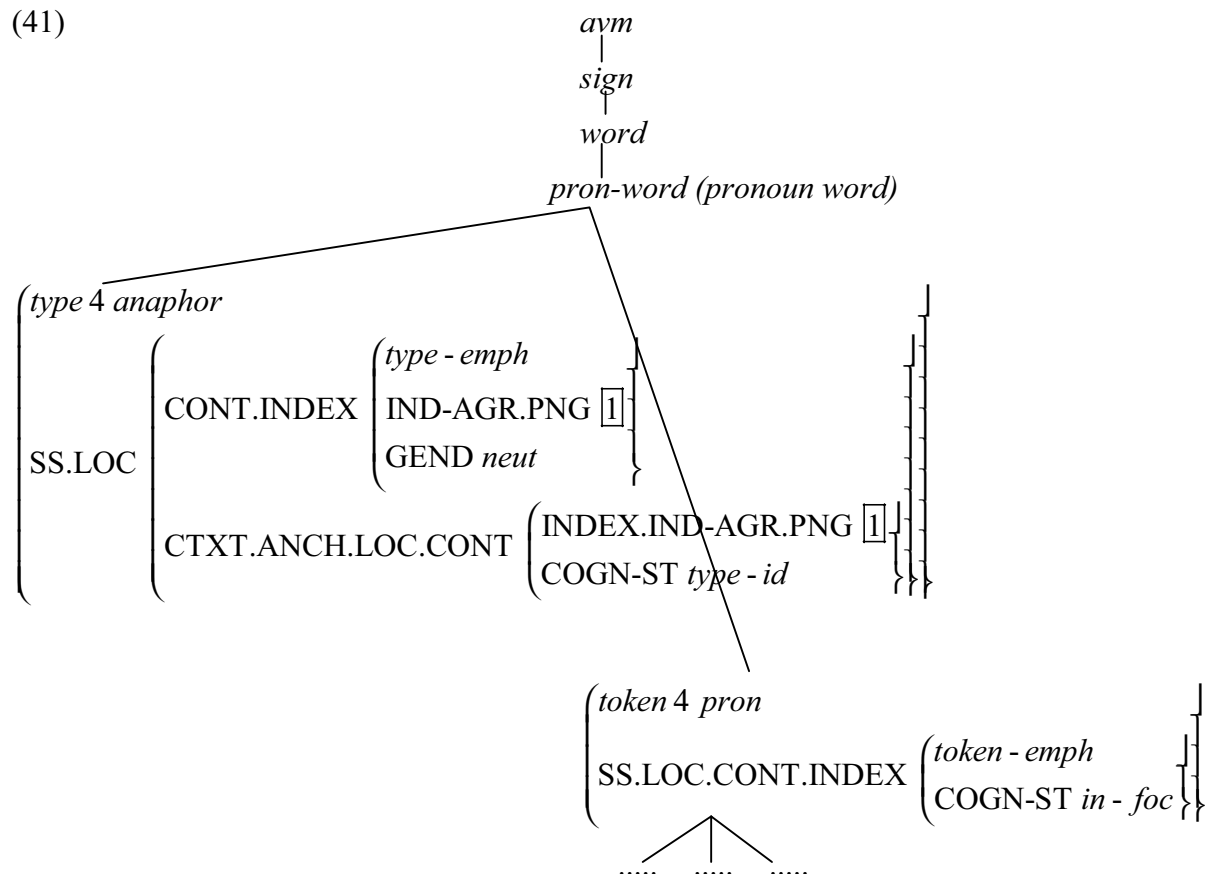 (41)
avm
sign
word
pron-word (pronoun word)
type 4 anaphor
type - emph
CONT.INDEX IND-AGR.PNG 1
GEND neut
SS.LOC
CTXT.ANCH.LOC.CONT INDEX.IND-AGR.PNG 1
COGN-ST type - id
token 4 pron
SS.LOC.CONT.INDEX token - emph
COGN-ST in - foc
..... ..... .....